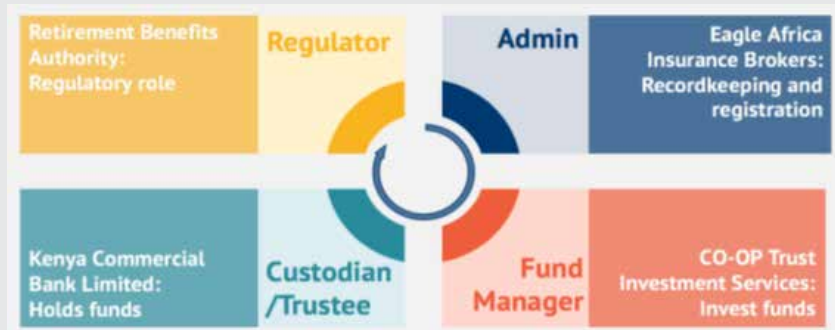 Retirement Benefits
Authority:
Regulatory role
Regulator
Admin
Eagle Africa
Insurance Brokers:
Recordkeeping and
registration
Kenya Commercial
Bank Limited:
Holds funds
Custodian
/Trustee
Fund
Manager
CO-OP Trust
Investment Services:
Invest funds